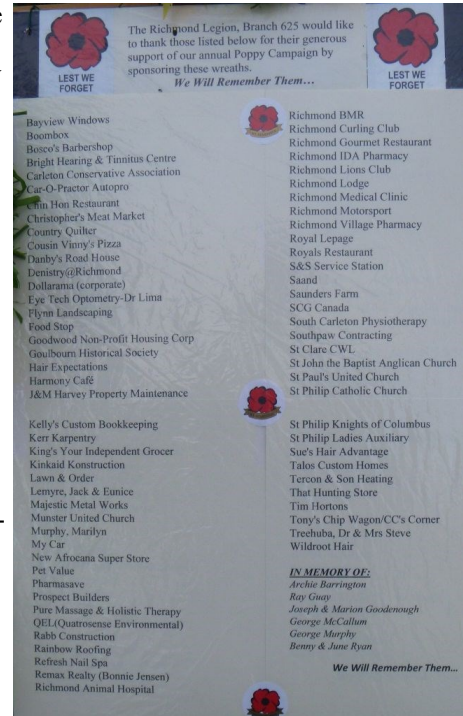 The Richmond Legion, Branch 625 would like
to thank those listed below for their generous
support of our annual Poppy Campaign by
sponsoring these wreaths.
We Will Remember Them…
LEST WE
FORGET
LEST WE
FORGET
Bayview Windows
Boombox
Bosco's Barbershop
Bright Hearing & Tinnitus Centre
Carleton Conservative Association
Car-O-Practor Autopro
Chin Hon Restaurant
Christopher's Meat Market
Country Quilter
Cousin Vinny's Pizza
Danby's Road House
Denistry@Richmond
Dollarama (corporate)
Eye Tech Optometry-Dr Lima
Flynn Landscaping
Food Stop
Goodwood Non-Profit Housing Corp
Goulbourn Historical Society
Hair Expectations
Harmony Café
J&M Harvey Property Maintenance
Kelly's Custom Bookkeeping
Kerr Karpentry
King's Your Independent Grocer
Kinkaid Konstruction
Lawn & Order
Lemyre, Jack & Eunice
Majestic Metal Works
Munster United Church
Murphy, Marilyn
My Car
New Afrocana Super Store
Pet Value
Pharmasave
Prospect Builders
Pure Massage & Holistic Therapy
QEL(Quatrosense Environmental)
Rabb Construction
Rainbow Roofing
Refresh Nail Spa
Remax Realty (Bonnie Jensen)
Richmond Animal Hospital
Richmond BMR
Richmond Curling Club
Richmond Gourmet Restaurant
Richmond IDA Pharmacy
Richmond Lions Club
Richmond Lodge
Richmond Medical Clinic
Richmond Motorsport
Richmond Village Pharmacy
Royal Lepage
Royals Restaurant
S&S Service Station
Saand
Saunders Farm
SCG Canada
South Carleton Physiotherapy
Southpaw Contracting
St Clare CWL
St John the Baptist Anglican Church
St Paul's United Church
St Philip Catholic Church
St Philip Knights of Columbus
St Philip Ladies Auxiliary
Sue's Hair Advantage
Talos Custom Homes
Tercon & Son Heating
That Hunting Store
Tim Hortons
Tony's Chip Wagon/CC's Corner
Treehuba, Dr & Mrs Steve
Wildroot Hair
IN MEMORY OF:
Archie Barrington
Ray Guay
Joseph & Marion Goodenough
George McCallum
George Murphy
Benny & June Ryan
We Will Remember Them…